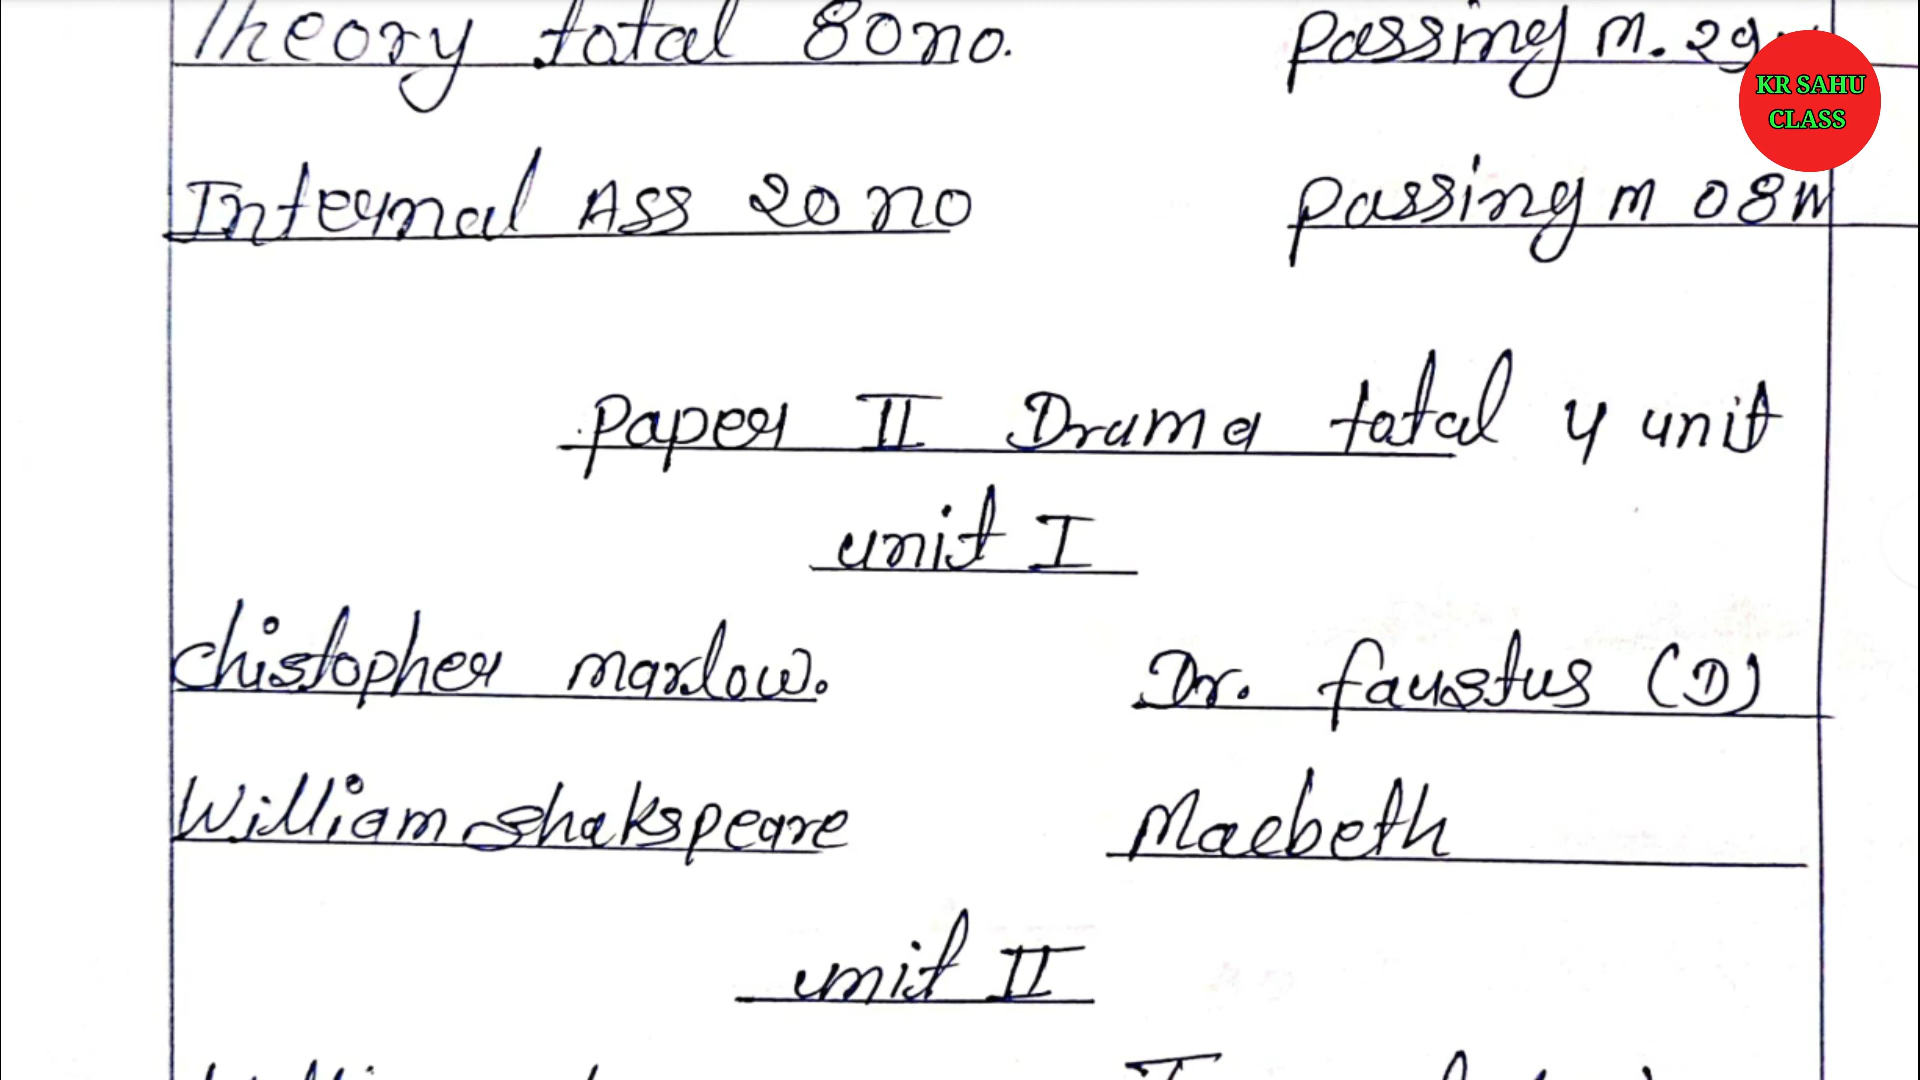 Theory total 80 no. Passing M. 29
KR SAHU
CLASS
Internal Ass 20 no Passing M 08 M
Paper II Drama total 4 unit
unit I
Chistopher marlow. Dr. faustus (D)
William shakspeare Macbeth
unit II